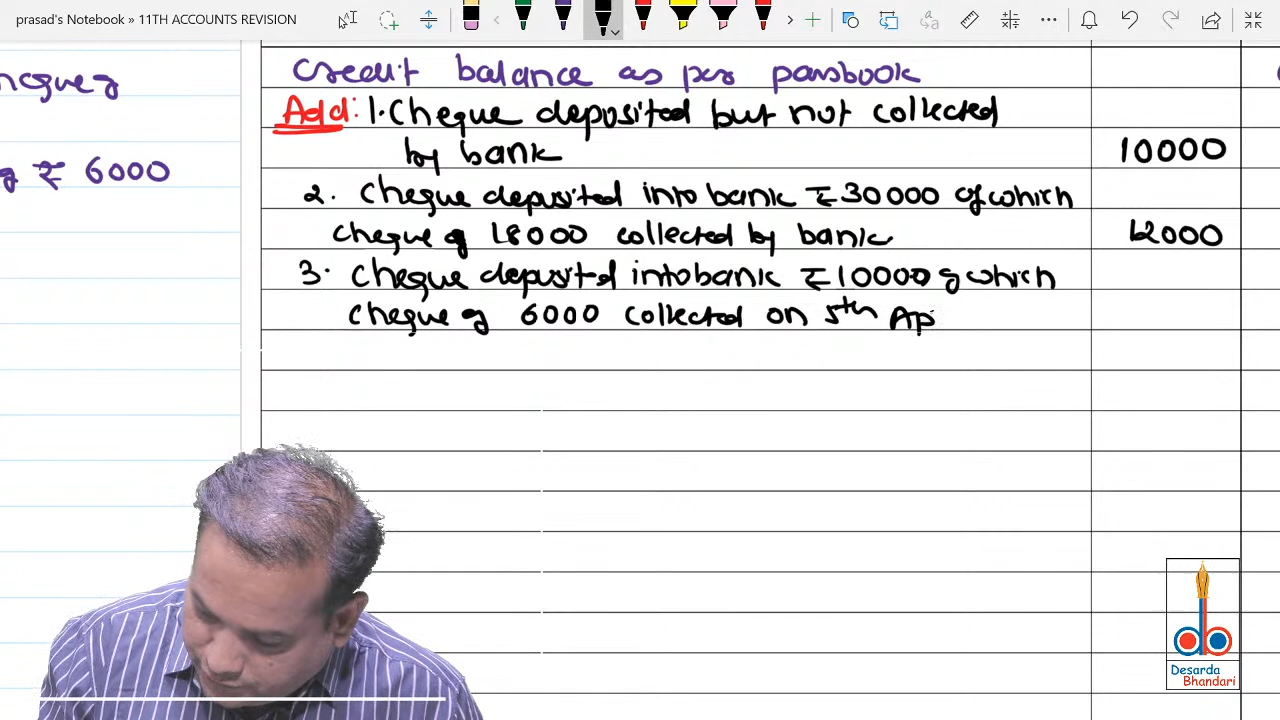 prasad's Notebook » 11TH ACCOUNTS REVISION
₹ 6000
Credit balance as per passbook
Add: 1. Cheque deposited but not collected
by bank 10000
2. Cheque deposited into bank ₹ 30000 of which
cheque of 18000 collected by bank 12000
3. Cheque deposited into bank ₹ 10000 of which
cheque of 6000 collected on 5th Ap
Desarda
Bhandari